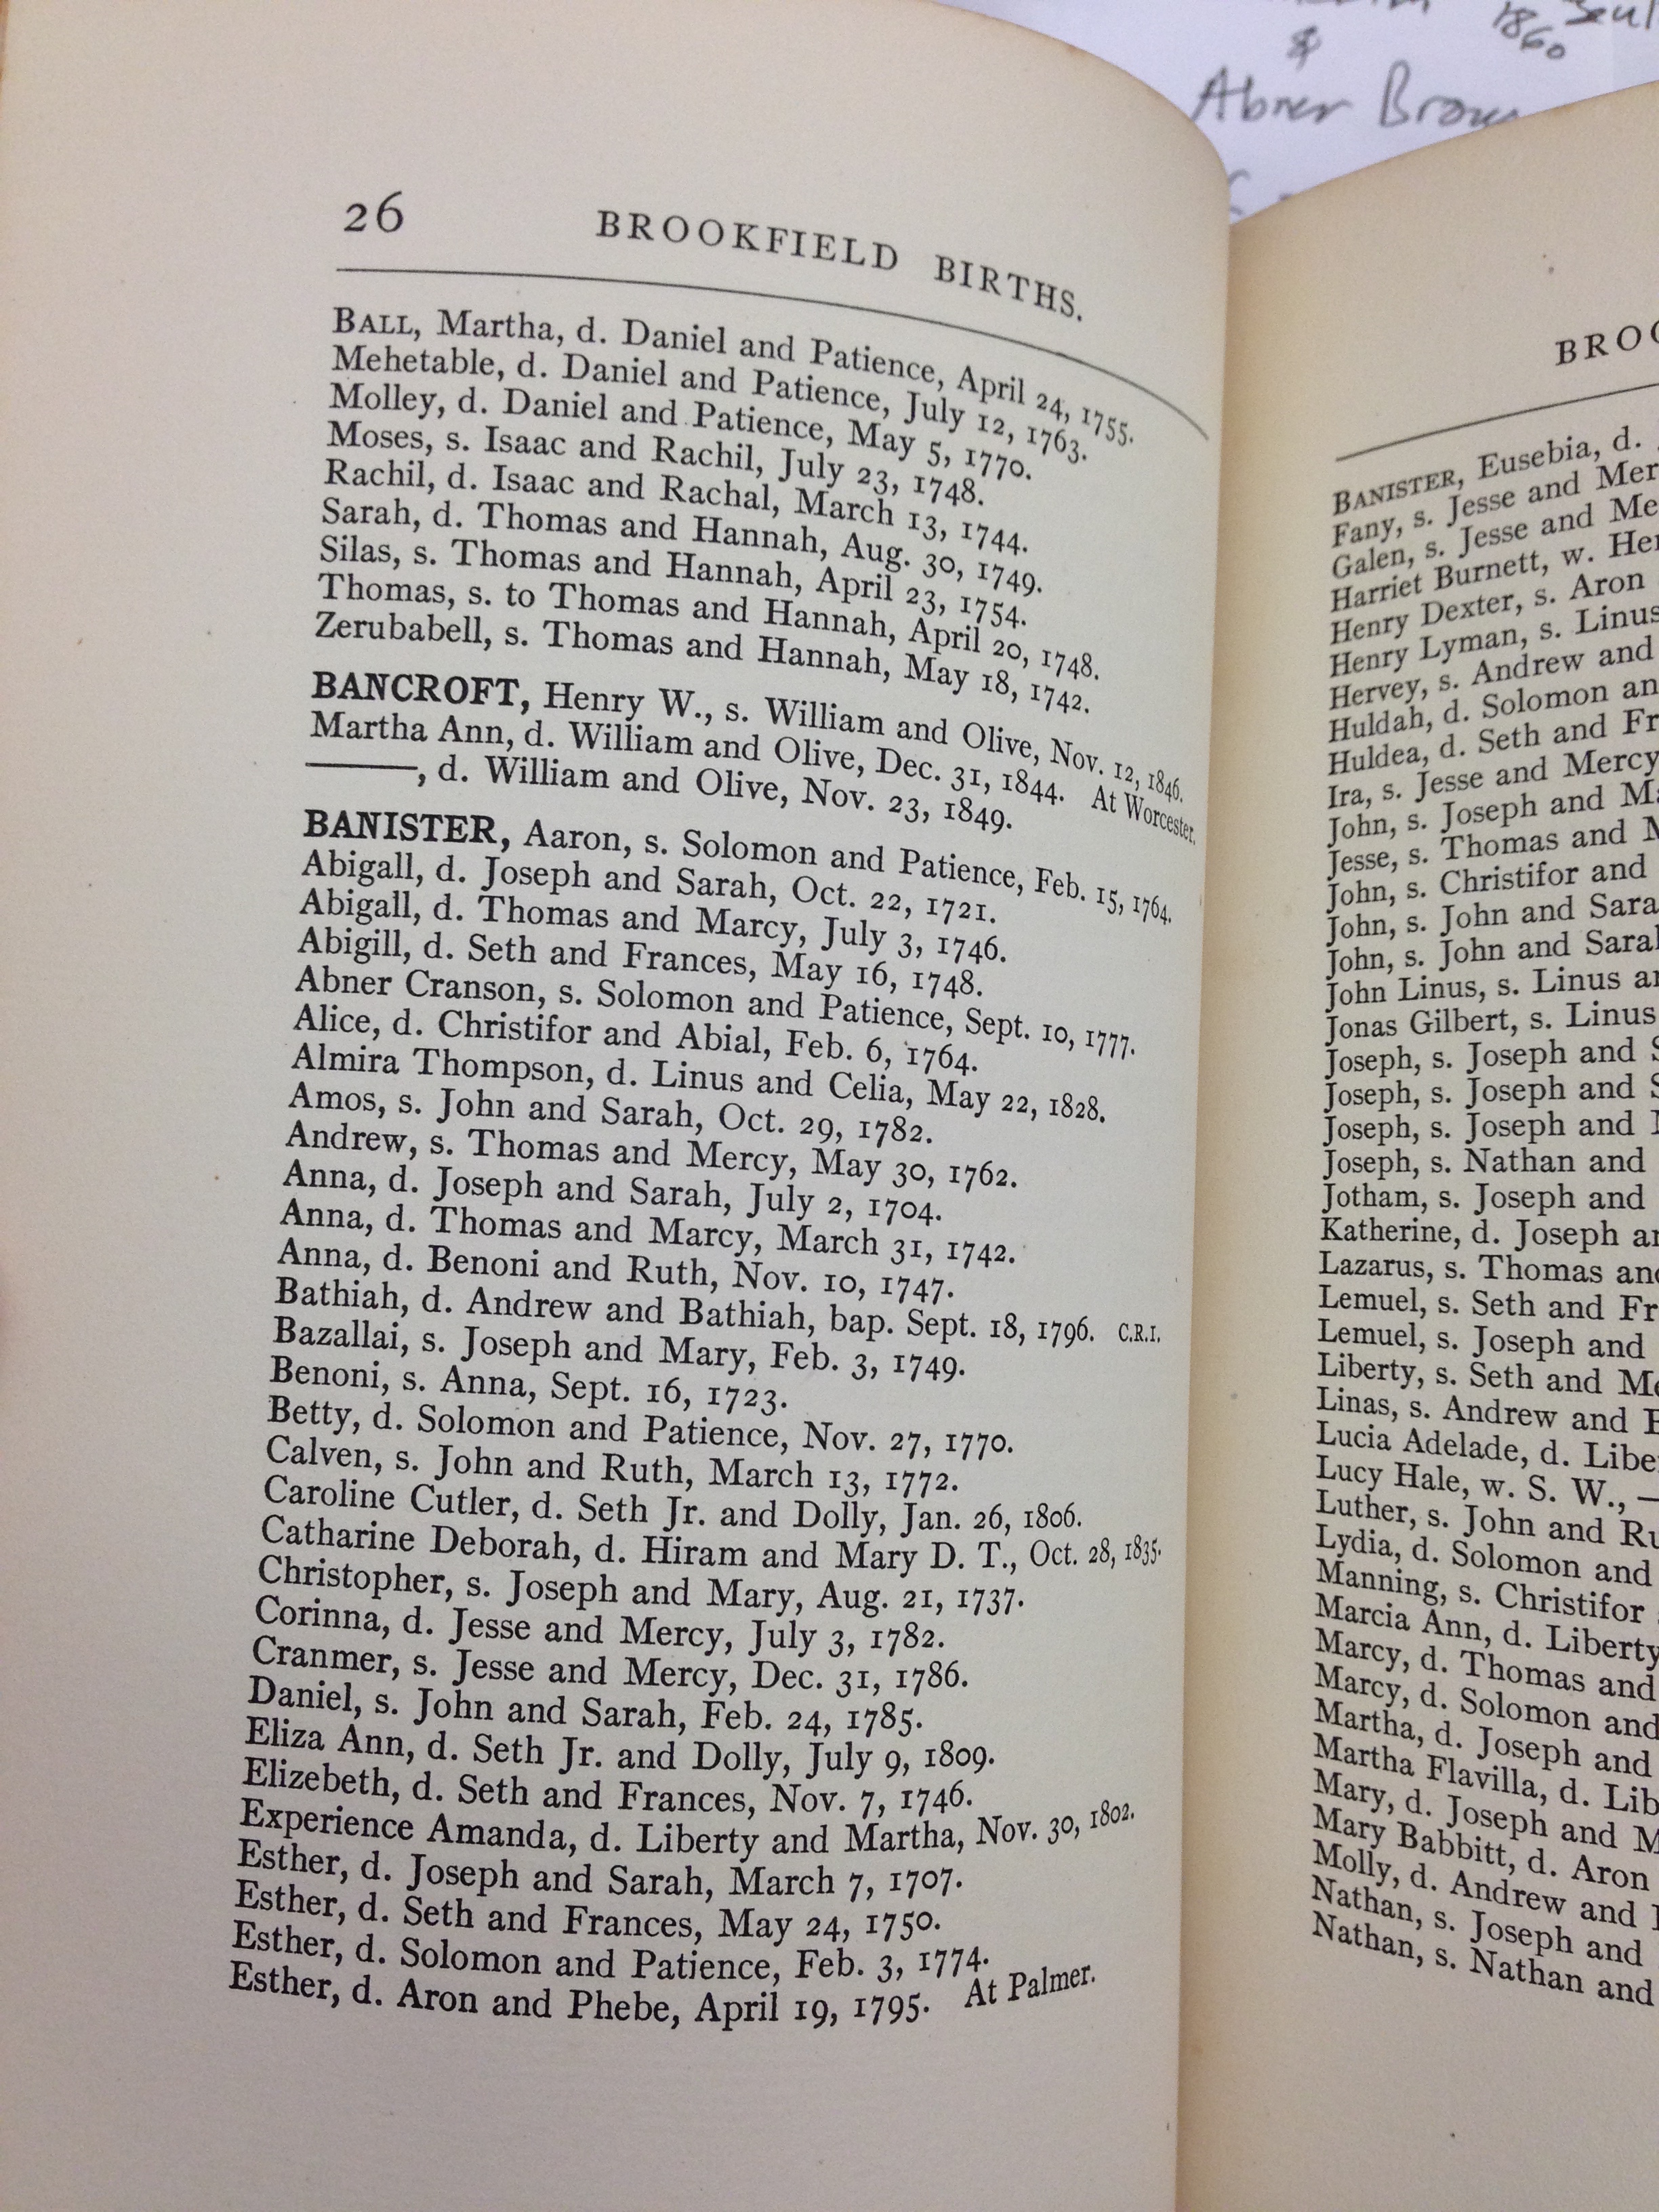 1860
&
Abner
26 BROOKFIELD BIRTHS.
BALL, Martha, d. Daniel and Patience, April 24, 1755.
Mehetable, d. Daniel and Patience, July 12, 1763.
Molley, d. Daniel and Patience, May 5, 1770.
Moses, s. Isaac and Rachil, July 23, 1748.
Rachil, d. Isaac and Rachal, March 13, 1744.
Sarah, d. Thomas and Hannah, Aug. 30, 1749.
Silas, s. Thomas and Hannah, April 23, 1754.
Thomas, s. to Thomas and Hannah, April 20, 1748.
Zerubabell, s. Thomas and Hannah, May 18, 1742.
BANCROFT, Henry W., s. William and Olive, Nov. 12, 1846.
Martha Ann, d. William and Olive, Dec. 31, 1844. At Worcester.
———, d. William and Olive, Nov. 23, 1849.
BANISTER, Aaron, s. Solomon and Patience, Feb. 15, 1764.
Abigall, d. Joseph and Sarah, Oct. 22, 1721.
Abigall, d. Thomas and Marcy, July 3, 1746.
Abigill, d. Seth and Frances, May 16, 1748.
Abner Cranson, s. Solomon and Patience, Sept. 10, 1777.
Alice, d. Christifor and Abial, Feb. 6, 1764.
Almira Thompson, d. Linus and Celia, May 22, 1828.
Amos, s. John and Sarah, Oct. 29, 1782.
Andrew, s. Thomas and Mercy, May 30, 1762.
Anna, d. Joseph and Sarah, July 2, 1704.
Anna, d. Thomas and Marcy, March 31, 1742.
Anna, d. Benoni and Ruth, Nov. 10, 1747.
Bathiah, d. Andrew and Bathiah, bap. Sept. 18, 1796. C.R.I.
Bazallai, s. Joseph and Mary, Feb. 3, 1749.
Benoni, s. Anna, Sept. 16, 1723.
Betty, d. Solomon and Patience, Nov. 27, 1770.
Calven, s. John and Ruth, March 13, 1772.
Caroline Cutler, d. Seth Jr. and Dolly, Jan. 26, 1806.
Catharine Deborah, d. Hiram and Mary D. T., Oct. 28, 1835.
Christopher, s. Joseph and Mary, Aug. 21, 1737.
Corinna, d. Jesse and Mercy, July 3, 1782.
Cranmer, s. Jesse and Mercy, Dec. 31, 1786.
Daniel, s. John and Sarah, Feb. 24, 1785.
Eliza Ann, d. Seth Jr. and Dolly, July 9, 1809.
Elizebeth, d. Seth and Frances, Nov. 7, 1746.
Experience Amanda, d. Liberty and Martha, Nov. 30, 1802.
Esther, d. Joseph and Sarah, March 7, 1707.
Esther, d. Seth and Frances, May 24, 1750.
Esther, d. Solomon and Patience, Feb. 3, 1774.
Esther, d. Aron and Phebe, April 19, 1795. At Palmer.
BROO
BANISTER, Eusebia, d.
Fany, s. Jesse and Mer
Galen, s. Jesse and Me
Harriet Burnett, w. He
Henry Dexter, s. Aron
Henry Lyman, s. Linus
Hervey, s. Andrew and
Huldah, d. Solomon an
Huldea, d. Seth and Fr
Ira, s. Jesse and Mercy
John, s. Joseph and Ma
Jesse, s. Thomas and M
John, s. Christifor and
John, s. John and Sara
John, s. John and Sarah
John Linus, s. Linus an
Jonas Gilbert, s. Linus
Joseph, s. Joseph and S
Joseph, s. Joseph and S
Joseph, s. Joseph and
Joseph, s. Nathan and
Jotham, s. Joseph and
Katherine, d. Joseph an
Lazarus, s. Thomas and
Lemuel, s. Seth and Fr
Lemuel, s. Joseph and
Liberty, s. Seth and Me
Linas, s. Andrew and
Lucia Adelade, d. Libe
Lucy Hale, w. S. W., —
Luther, s. John and Ru
Lydia, d. Solomon and
Manning, s. Christifor
Marcia Ann, d. Liberty
Marcy, d. Thomas and
Marcy, d. Solomon and
Martha, d. Joseph and
Martha Flavilla, d. Lib
Mary, d. Joseph and M
Mary Babbitt, d. Aron
Molly, d. Andrew and
Nathan, s. Joseph and
Nathan, s. Nathan and